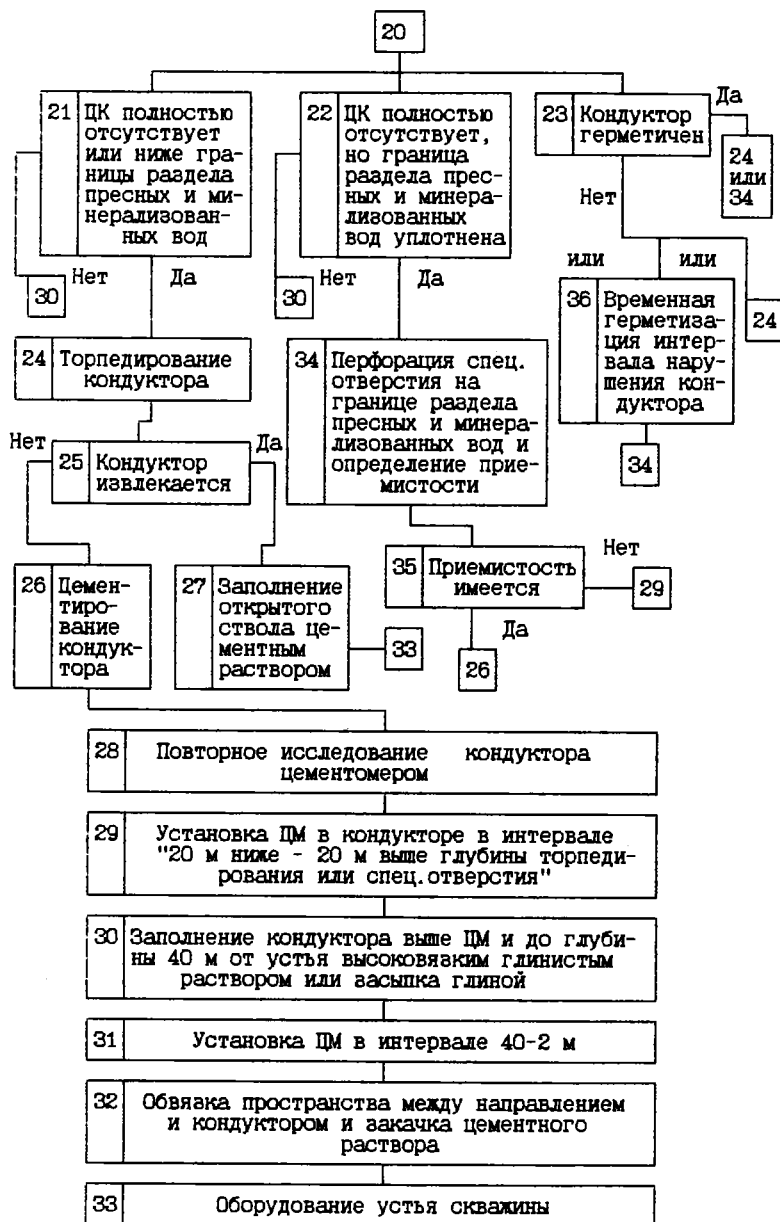 20
21 ЦК полностью
отсутствует
или ниже гра-
ницы раздела
пресных и ми-
нерализован-
ных вод
22 ЦК полностью
отсутствует,
но граница
раздела прес-
ных и минера-
лизованных
вод уплотнена
23 Кондуктор
герметичен
Да
24
или
34
Нет
или или
30
Нет Да
30
Нет Да
36 Временная
герметиза-
ция интер-
вала нару-
шения кон-
дуктора
24
34
24 Торпедирование
кондуктора
34 Перфорация спец.
отверстия на
границе раздела
пресных и минера-
лизованных вод и
определение прие-
мистости
Нет Да
25 Кондуктор
извлекается
35 Приемистость
имеется
Нет
29
Да
26
26 Цемен-
тиро-
вание
кондук-
тора
27 Заполнение
открытого
ствола це-
ментным
раствором
33
28 Повторное исследование кондуктора
цементомером
29 Установка ЦМ в кондукторе в интервале
"20 м ниже - 20 м выше глубины торпеди-
рования или спец.отверстия"
30 Заполнение кондуктора выше ЦМ и до глуби-
ны 40 м от устья высоковязким глинистым
раствором или засыпка глиной
31 Установка ЦМ в интервале 40-2 м
32 Обвязка пространства между направлением
и кондуктором и закачка цементного
раствора
33 Оборудование устья скважины